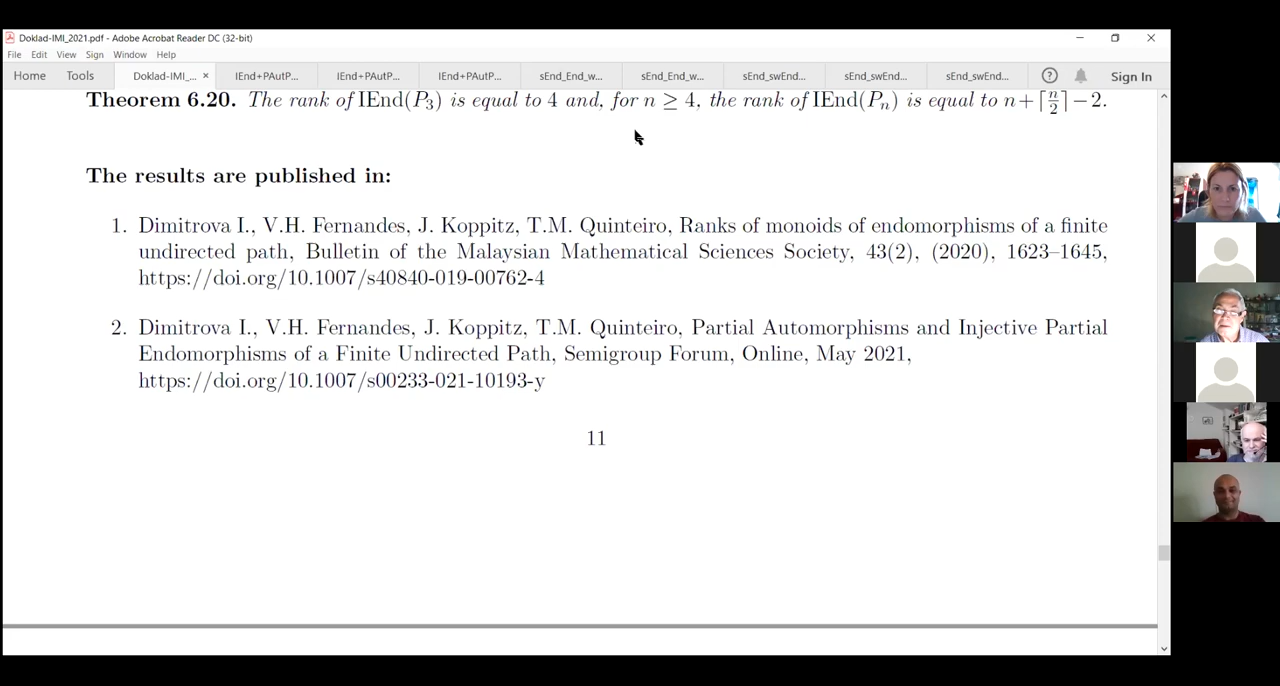 Doklad-IMI_2021.pdf - Adobe Acrobat Reader DC (32-bit)
File Edit View Sign Window Help
Home Tools Doklad-IMI_... × IEnd+PAutP... IEnd+PAutP... IEnd+PAutP... sEnd_End_w... sEnd_End_w... sEnd_swEnd... sEnd_swEnd... sEnd_swEnd... Sign In
Theorem 6.20. The rank of IEnd(P₃) is equal to 4 and, for n ≥ 4, the rank of IEnd(Pₙ) is equal to n + ⌈n/2⌉ − 2.
The results are published in:
1. Dimitrova I., V.H. Fernandes, J. Koppitz, T.M. Quinteiro, Ranks of monoids of endomorphisms of a finite
undirected path, Bulletin of the Malaysian Mathematical Sciences Society, 43(2), (2020), 1623–1645,
https://doi.org/10.1007/s40840-019-00762-4
2. Dimitrova I., V.H. Fernandes, J. Koppitz, T.M. Quinteiro, Partial Automorphisms and Injective Partial
Endomorphisms of a Finite Undirected Path, Semigroup Forum, Online, May 2021,
https://doi.org/10.1007/s00233-021-10193-y
11